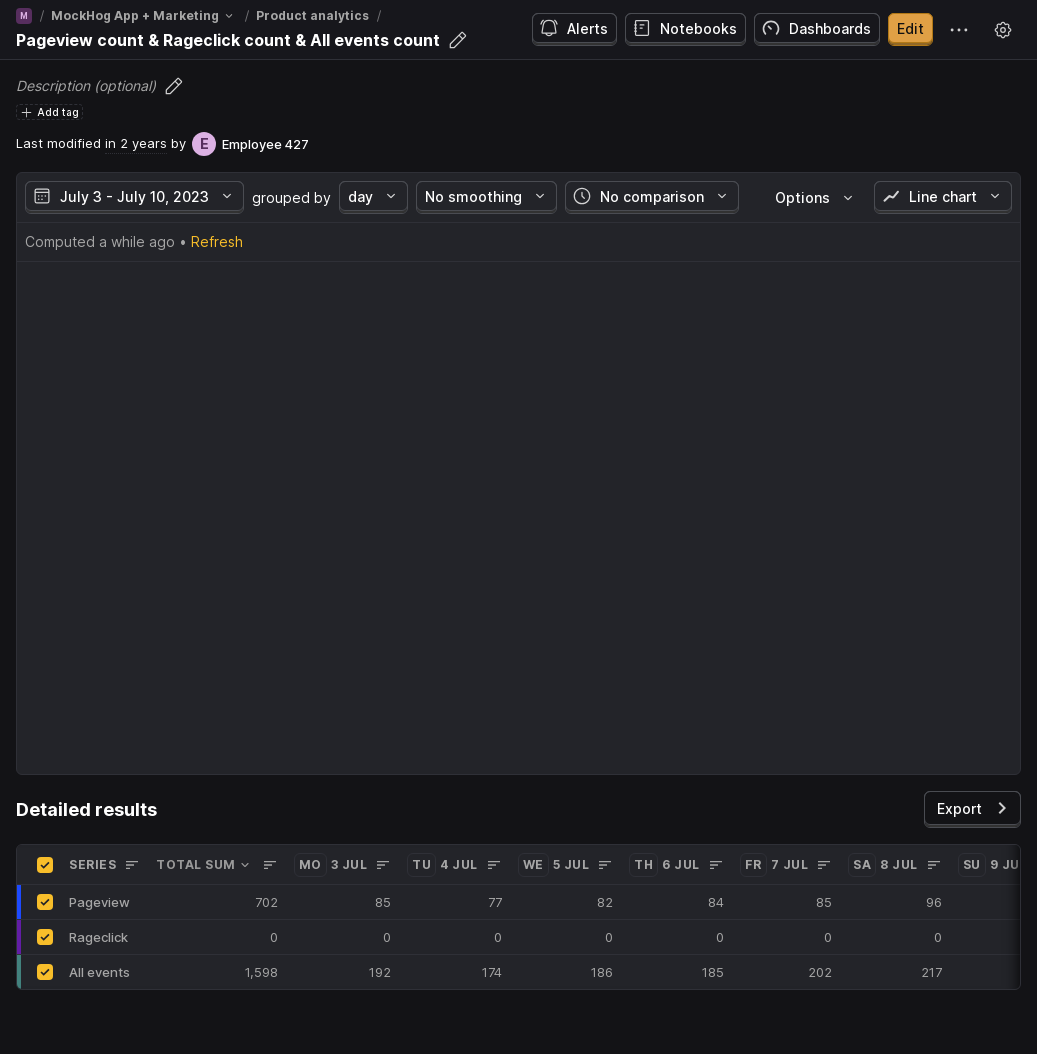 M / MockHog App + Marketing / Product analytics /
Pageview count & Rageclick count & All events count
Alerts Notebooks Dashboards Edit
Description (optional)
Add tag
Last modified in 2 years by E Employee 427
July 3 - July 10, 2023 grouped by day No smoothing No comparison Options Line chart
Computed a while ago • Refresh
Detailed results
Export
SERIES TOTAL SUM MO 3 JUL TU 4 JUL WE 5 JUL TH 6 JUL FR 7 JUL SA 8 JUL SU 9
Pageview 702 85 77 82 84 85 96
Rageclick 0 0 0 0 0 0 0
All events 1,598 192 174 186 185 202 217